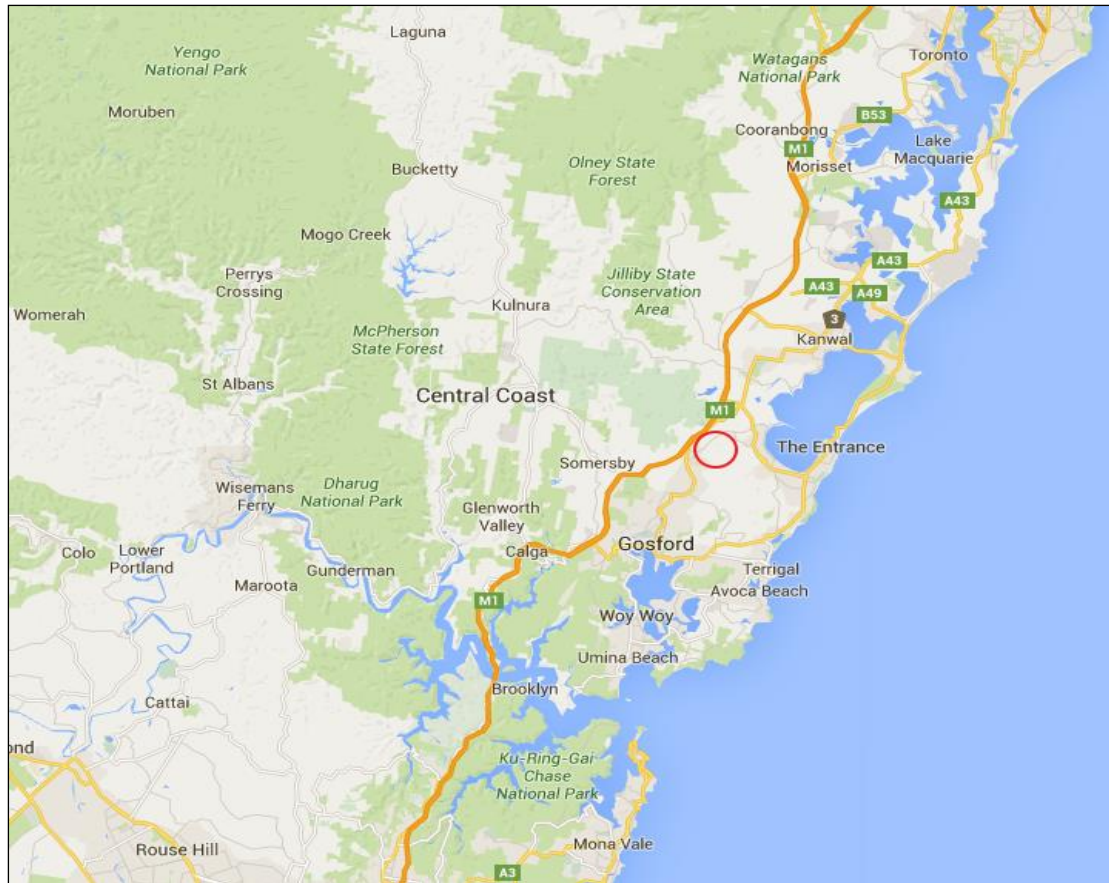 Laguna
Yengo
National Park
Watagans
National Park
Toronto
Moruben
B53
Cooranbong
M1
Lake
Macquarie
Morisset
Bucketty
Olney State
Forest
A43
Mogo Creek
A43
Perrys
Crossing
Jilliby State
Conservation
Area
A43
A49
Kulnura
Womerah
3
McPherson
State Forest
Kanwal
St Albans
Central Coast
M1
The Entrance
Somersby
Dharug
National Park
Wisemans
Ferry
Glenworth
Valley
Colo
Lower
Portland
Calga
Gosford
Gunderman
Maroota
Terrigal
Avoca Beach
M1
Woy Woy
Umina Beach
Brooklyn
Cattai
ond
Ku-Ring-Gai
Chase
National Park
Rouse Hill
Mona Vale
A3